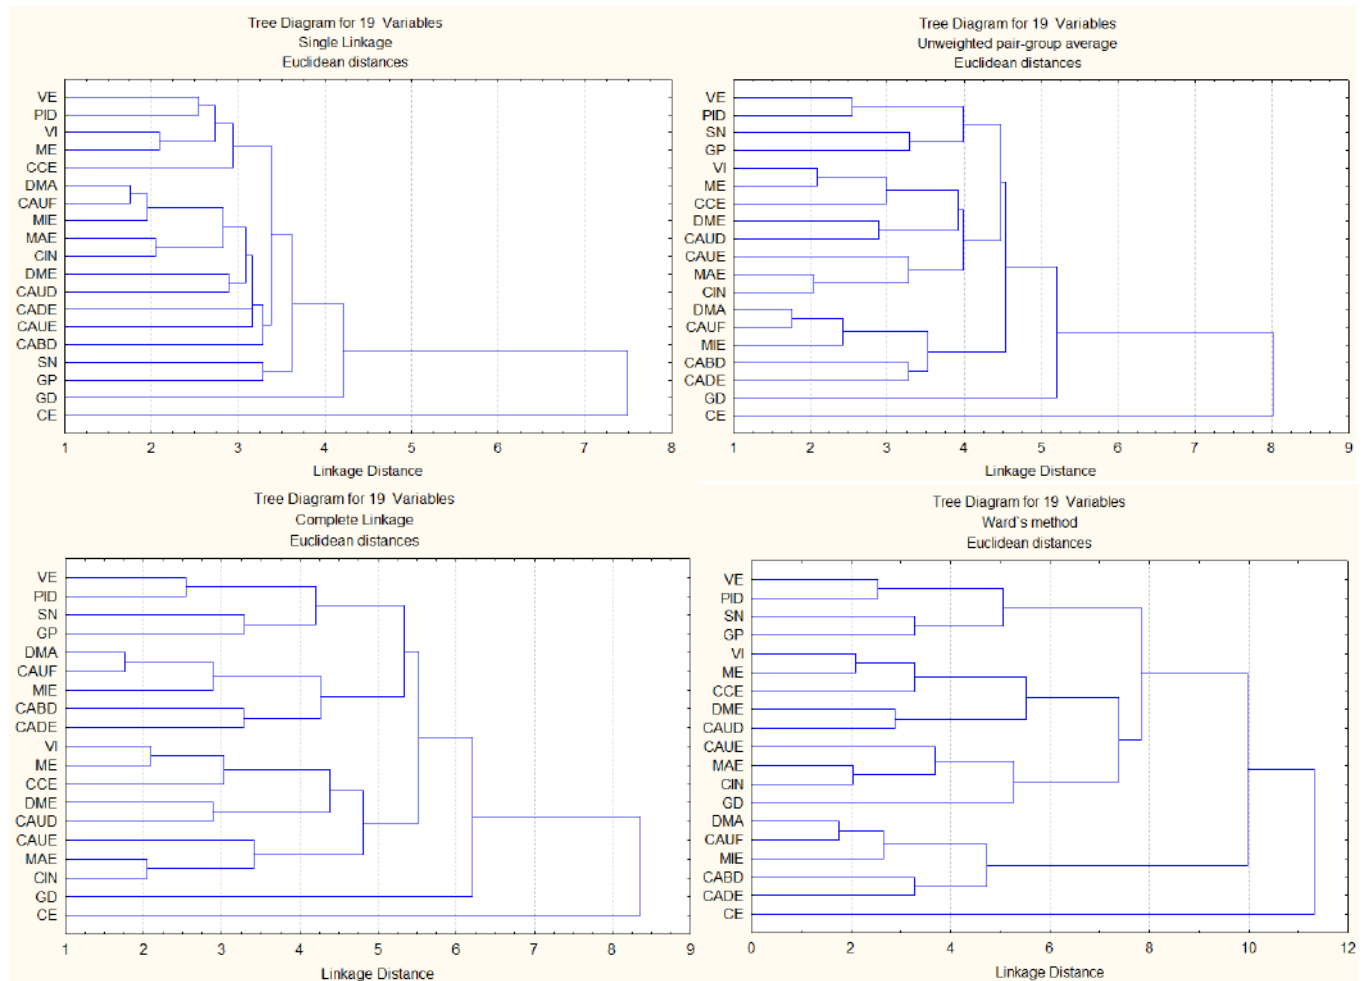 Tree Diagram for 19 Variables
Single Linkage
Euclidean distances
VE
PID
VI
ME
CCE
DMA
CAUF
MIE
MAE
CIN
DME
CAUD
CADE
CAUE
CABD
SN
GP
GD
CE
1 2 3 4 5 6 7 8
Linkage Distance
Tree Diagram for 19 Variables
Unweighted pair-group average
Euclidean distances
VE
PID
SN
GP
VI
ME
CCE
DME
CAUD
CAUE
MAE
CIN
DMA
CAUF
MIE
CABD
CADE
GD
CE
1 2 3 4 5 6 7 8 9
Linkage Distance
Tree Diagram for 19 Variables
Complete Linkage
Euclidean distances
VE
PID
SN
GP
DMA
CAUF
MIE
CABD
CADE
VI
ME
CCE
DME
CAUD
CAUE
MAE
CIN
GD
CE
1 2 3 4 5 6 7 8 9
Linkage Distance
Tree Diagram for 19 Variables
Ward`s method
Euclidean distances
VE
PID
SN
GP
VI
ME
CCE
DME
CAUD
CAUE
MAE
CIN
GD
DMA
CAUF
MIE
CABD
CADE
CE
0 2 4 6 8 10 12
Linkage Distance